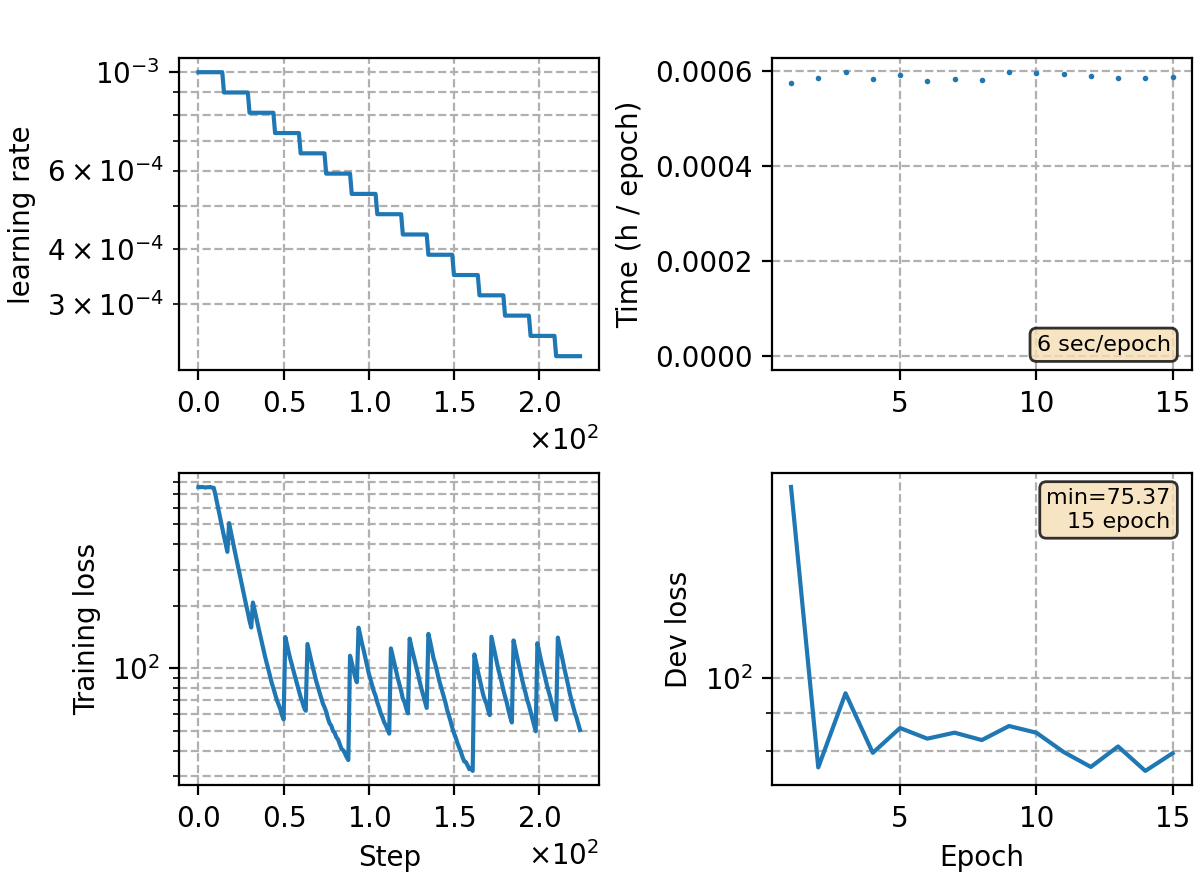 learning rate
10⁻³
6 × 10⁻⁴
4 × 10⁻⁴
3 × 10⁻⁴
0.0 0.5 1.0 1.5 2.0
×10²
Time (h / epoch)
0.0006
0.0004
0.0002
0.0000
6 sec/epoch
5 10 15
Training loss
10²
0.0 0.5 1.0 1.5 2.0
Step ×10²
Dev loss
10²
min=75.37
15 epoch
5 10 15
Epoch